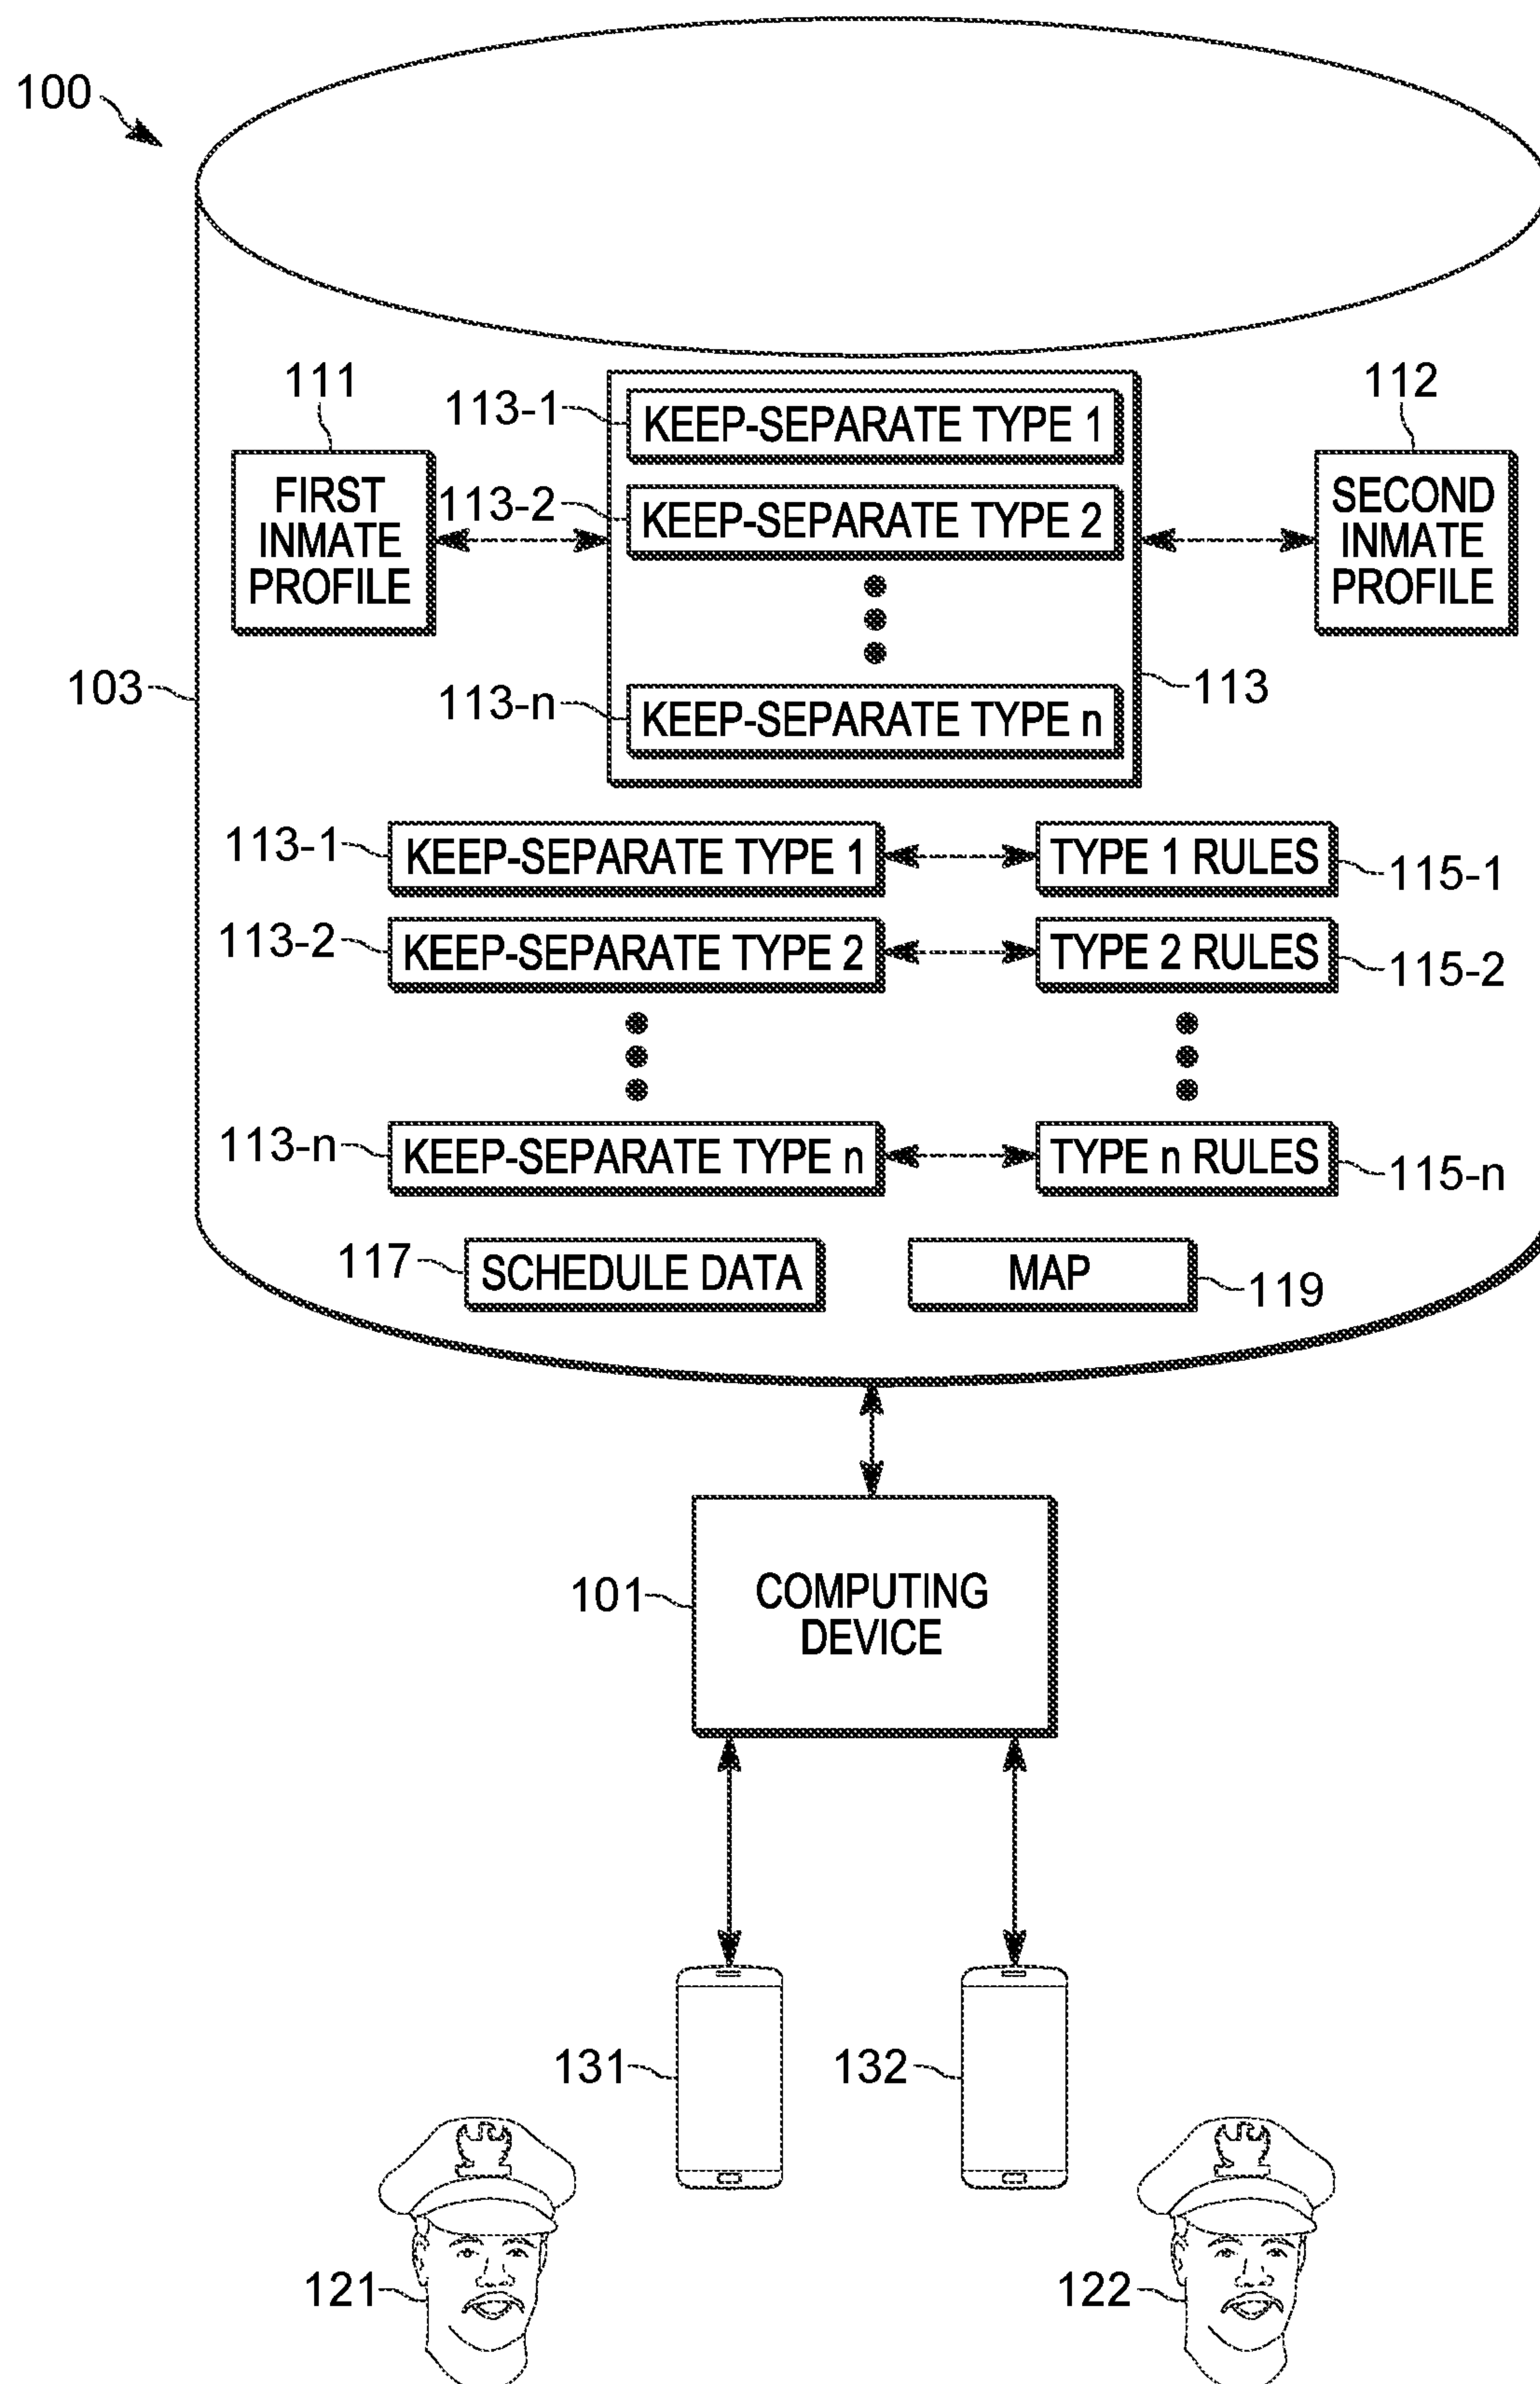 100
111
113-1
KEEP-SEPARATE TYPE 1
112
FIRST
INMATE
PROFILE
113-2
KEEP-SEPARATE TYPE 2
SECOND
INMATE
PROFILE
103
113-n
KEEP-SEPARATE TYPE n
113
113-1
KEEP-SEPARATE TYPE 1
TYPE 1 RULES
115-1
113-2
KEEP-SEPARATE TYPE 2
TYPE 2 RULES
115-2
113-n
KEEP-SEPARATE TYPE n
TYPE n RULES
115-n
117
SCHEDULE DATA
MAP
119
101
COMPUTING
DEVICE
131
132
121
122